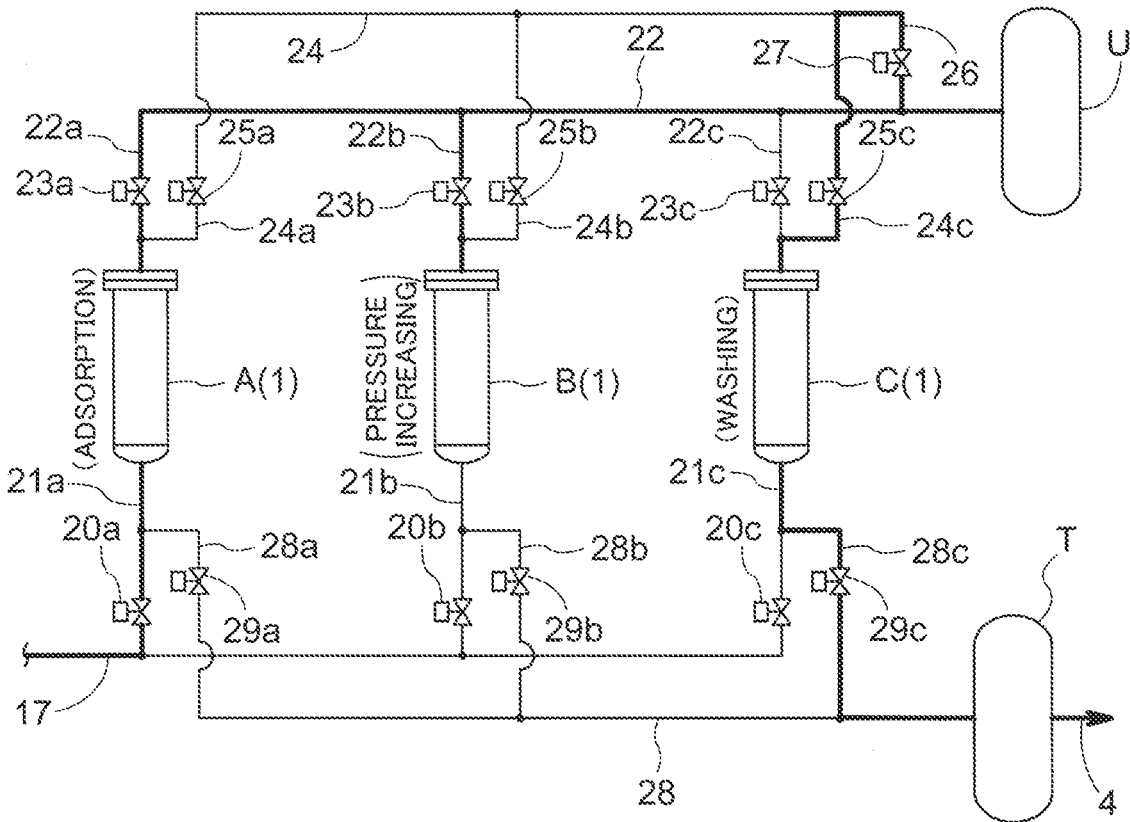 24
22
27
26
U
22a
25a
22b
25b
22c
25c
23a
23b
23c
24a
24b
24c
(ADSORPTION)
A(1)
(PRESSURE
INCREASING)
B(1)
(WASHING)
C(1)
21a
21b
21c
20a
28a
20b
28b
20c
28c
T
29a
29b
29c
17
28
4